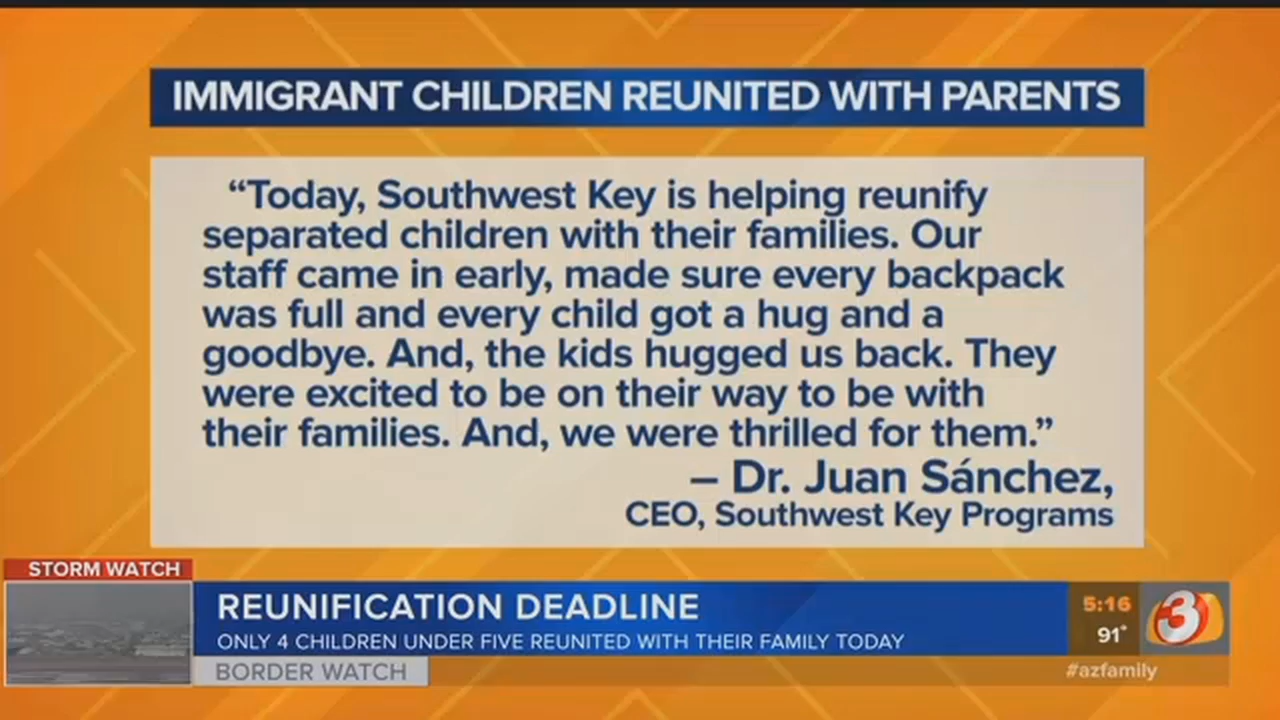 IMMIGRANT CHILDREN REUNITED WITH PARENTS
“Today, Southwest Key is helping reunify
separated children with their families. Our
staff came in early, made sure every backpack
was full and every child got a hug and a
goodbye. And, the kids hugged us back. They
were excited to be on their way to be with
their families. And, we were thrilled for them.”
– Dr. Juan Sánchez,
CEO, Southwest Key Programs
STORM WATCH
REUNIFICATION DEADLINE
ONLY 4 CHILDREN UNDER FIVE REUNITED WITH THEIR FAMILY TODAY
BORDER WATCH
5:16
91°
3
#azfamily